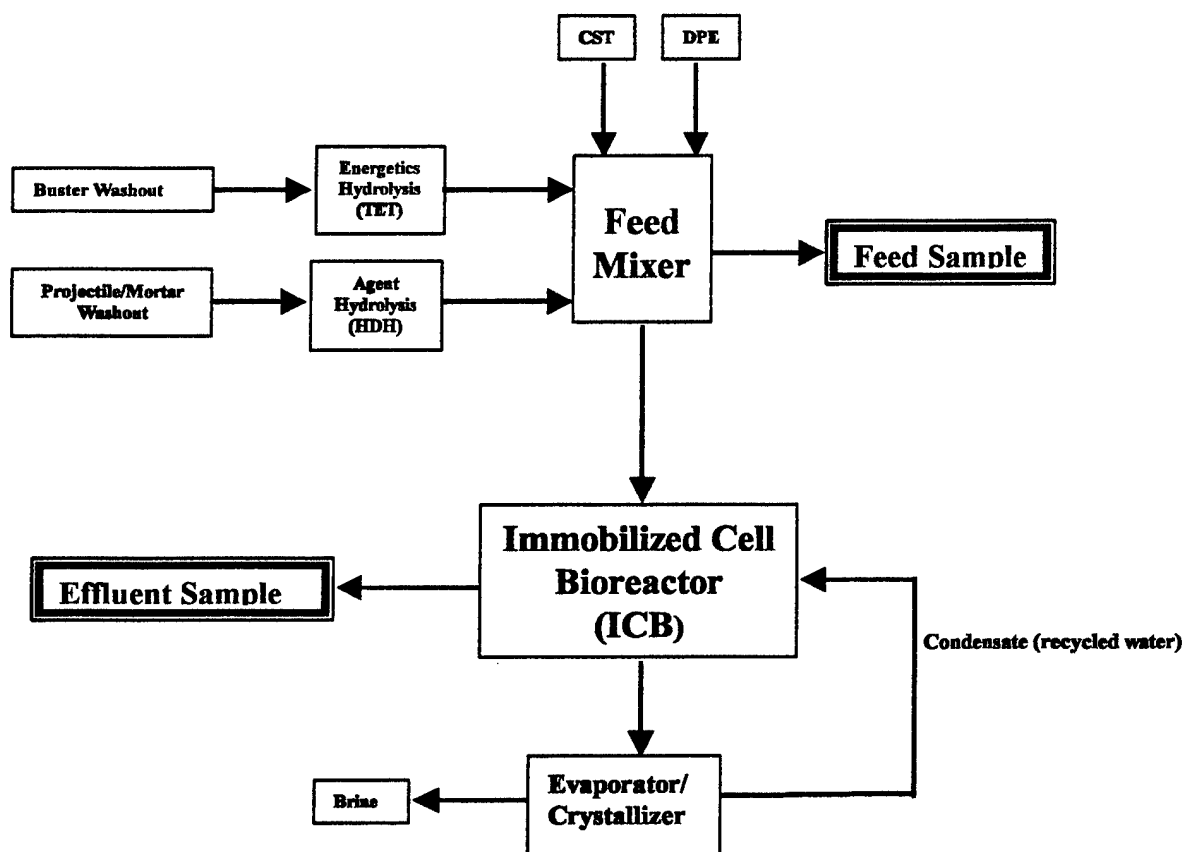 CST
DPE
Buster Washout
Energetics
Hydrolysis
(TET)
Feed
Mixer
Feed Sample
Projectile/Mortar
Washout
Agent
Hydrolysis
(HDH)
Immobilized Cell
Bioreactor
(ICB)
Effluent Sample
Condensate (recycled water)
Evaporator/
Crystallizer
Brine